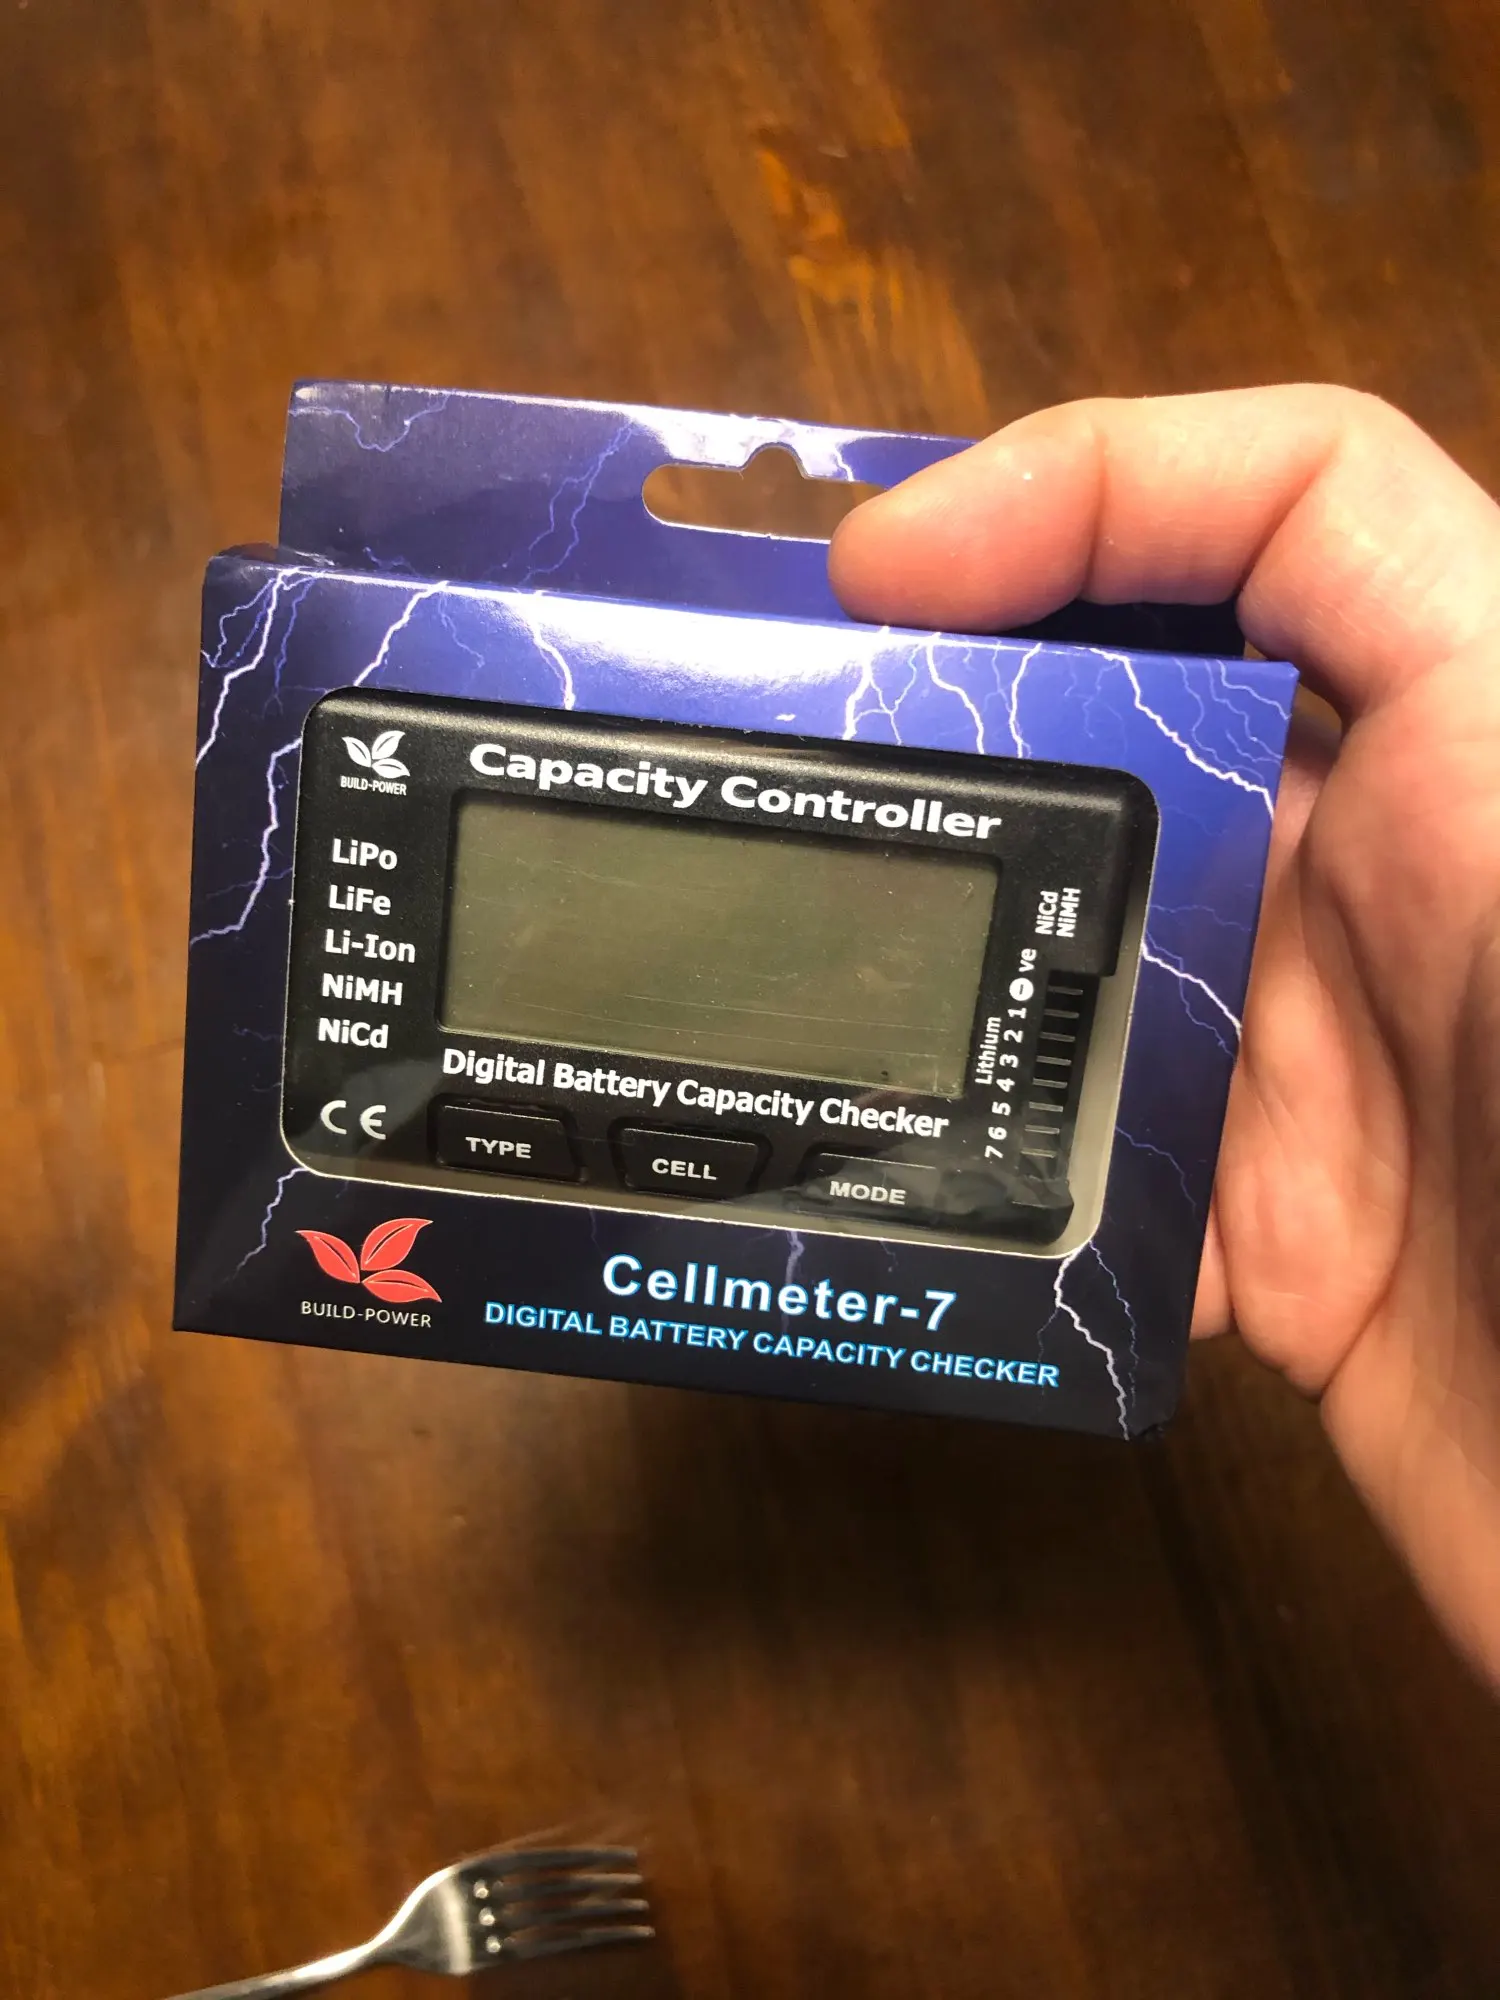 BUILD-POWER
Capacity Controller
LiPo
LiFe
Li-Ion
NiMH
NiCd
NiCd
NiMH
Lithium
7 6 5 4 3 2 1 ⊖ ve
Digital Battery Capacity Checker
CE
TYPE
CELL
MODE
BUILD-POWER
Cellmeter-7
DIGITAL BATTERY CAPACITY CHECKER